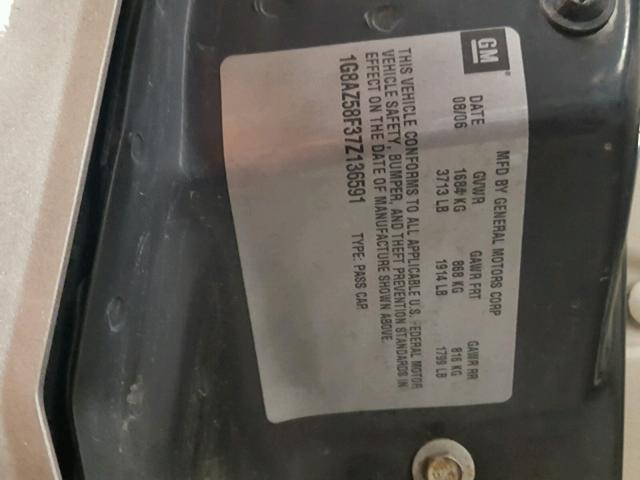 GM
MFD BY GENERAL MOTORS CORP
DATE GVWR GAWR FRT GAWR RR
08/06 1684 KG 868 KG 816 KG
3713 LB 1914 LB 1799 LB
THIS VEHICLE CONFORMS TO ALL APPLICABLE U.S. FEDERAL MOTOR
VEHICLE SAFETY, BUMPER, AND THEFT PREVENTION STANDARDS IN
EFFECT ON THE DATE OF MANUFACTURE SHOWN ABOVE.
1G8AZ58F37Z136591 TYPE: PASS CAR